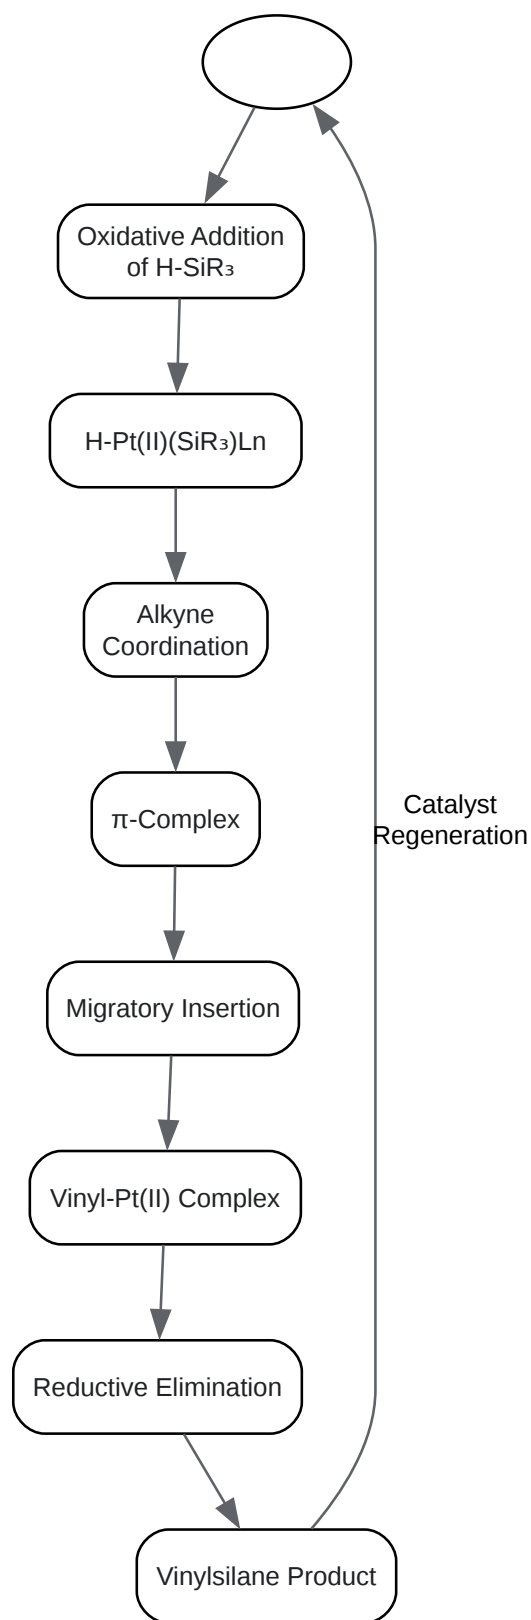 Oxidative Addition
of H-SiR₃
H-Pt(II)(SiR₃)Ln
Alkyne
Coordination
π-Complex
Catalyst
Regeneration
Migratory Insertion
Vinyl-Pt(II) Complex
Reductive Elimination
Vinylsilane Product